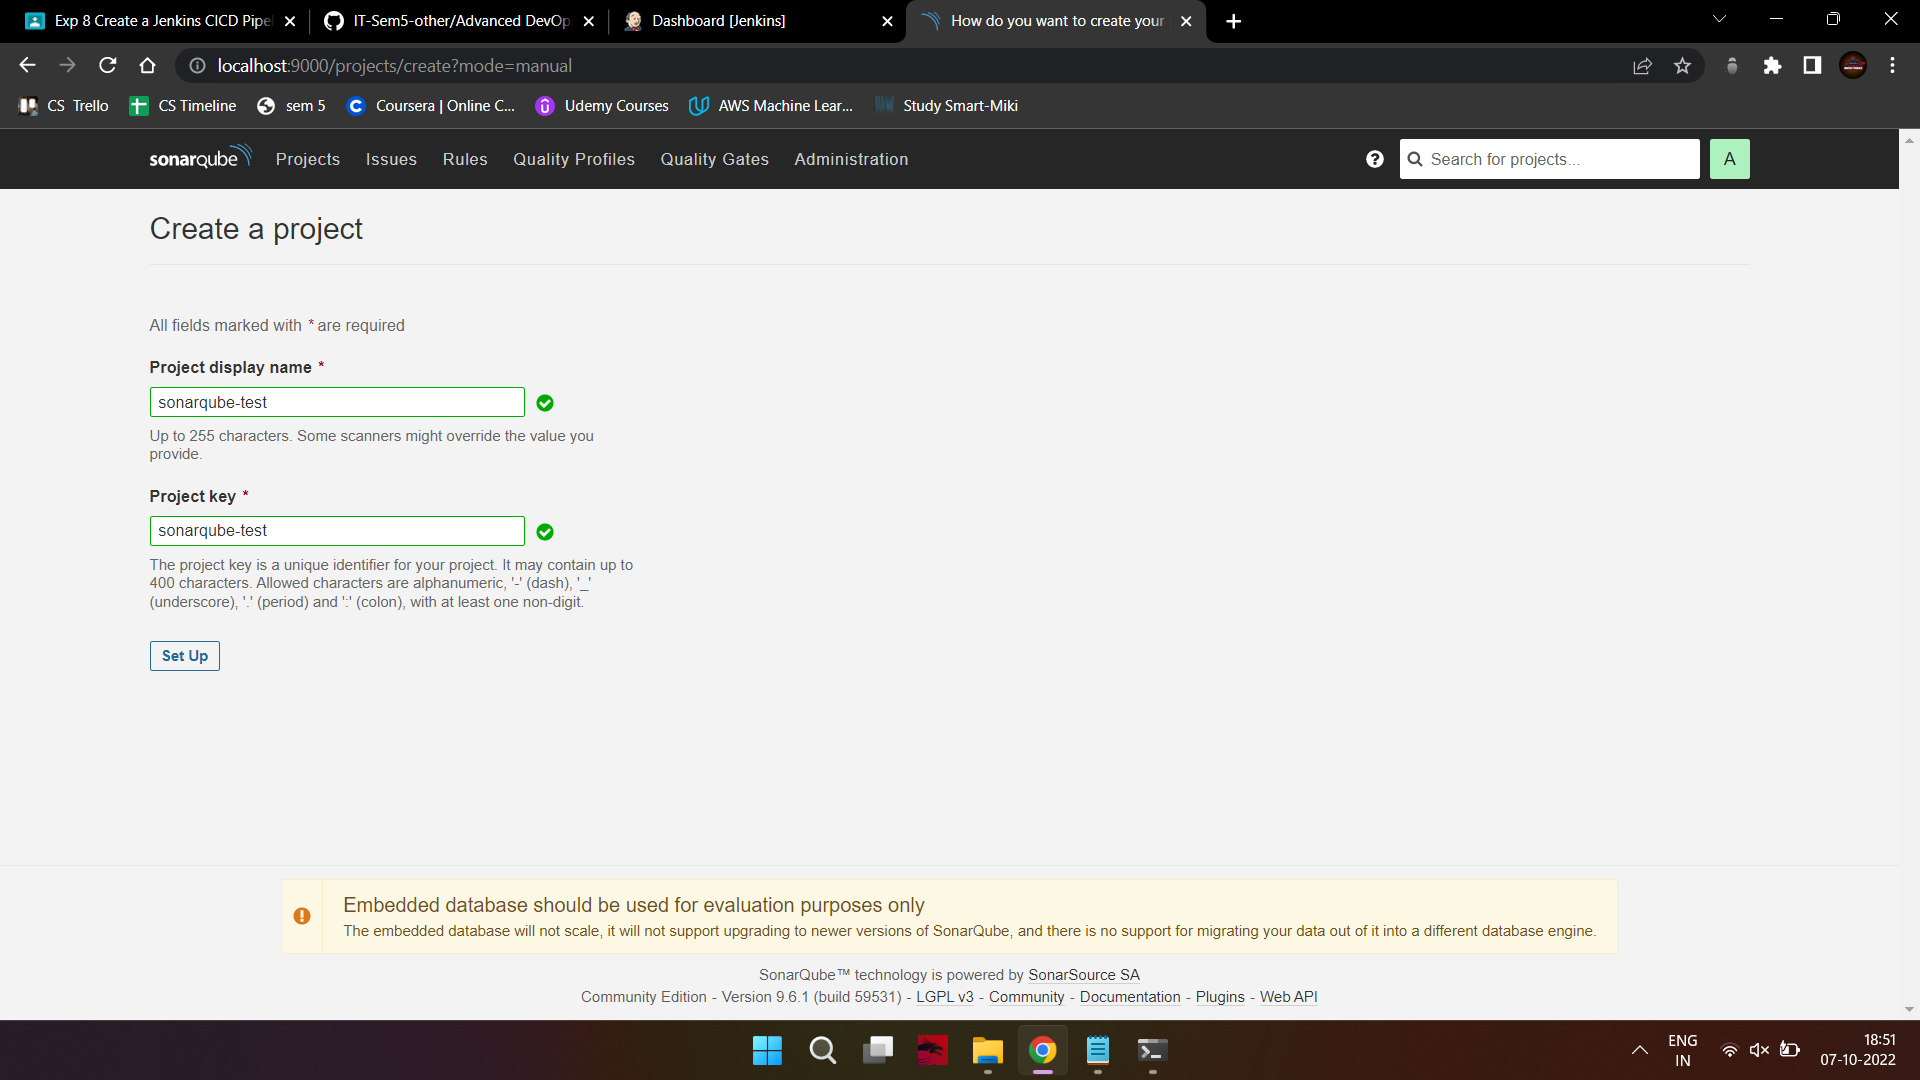 Exp 8 Create a Jenkins CICD Pipel
IT-Sem5-other/Advanced DevOp
Dashboard [Jenkins]
How do you want to create your
localhost:9000/projects/create?mode=manual
CS Trello
CS Timeline
sem 5
Coursera | Online C...
Udemy Courses
AWS Machine Lear...
Study Smart-Miki
sonarqube
Projects
Issues
Rules
Quality Profiles
Quality Gates
Administration
?
Search for projects...
A
Create a project
All fields marked with * are required
Project display name *
sonarqube-test
Up to 255 characters. Some scanners might override the value you
provide.
Project key *
sonarqube-test
The project key is a unique identifier for your project. It may contain up to
400 characters. Allowed characters are alphanumeric, '-' (dash), '_'
(underscore), '.' (period) and ':' (colon), with at least one non-digit.
Set Up
Embedded database should be used for evaluation purposes only
The embedded database will not scale, it will not support upgrading to newer versions of SonarQube, and there is no support for migrating your data out of it into a different database engine.
SonarQube™ technology is powered by SonarSource SA
Community Edition - Version 9.6.1 (build 59531) - LGPL v3 - Community - Documentation - Plugins - Web API
ENG
IN
18:51
07-10-2022